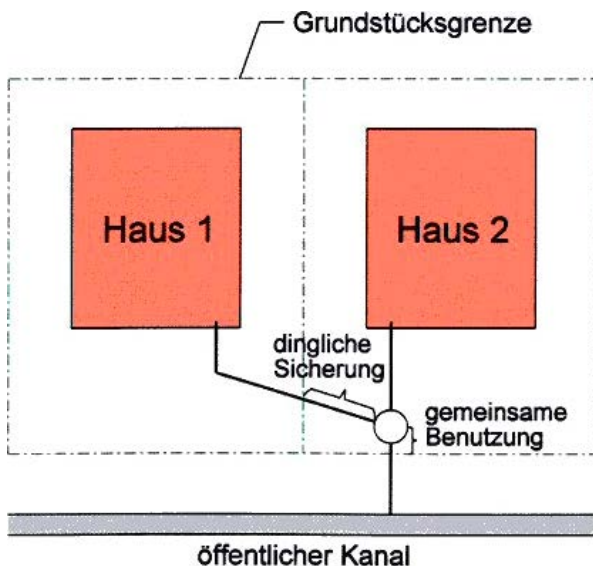 Grundstücksgrenze
Haus 1
Haus 2
dingliche
Sicherung
gemeinsame
Benutzung
öffentlicher Kanal